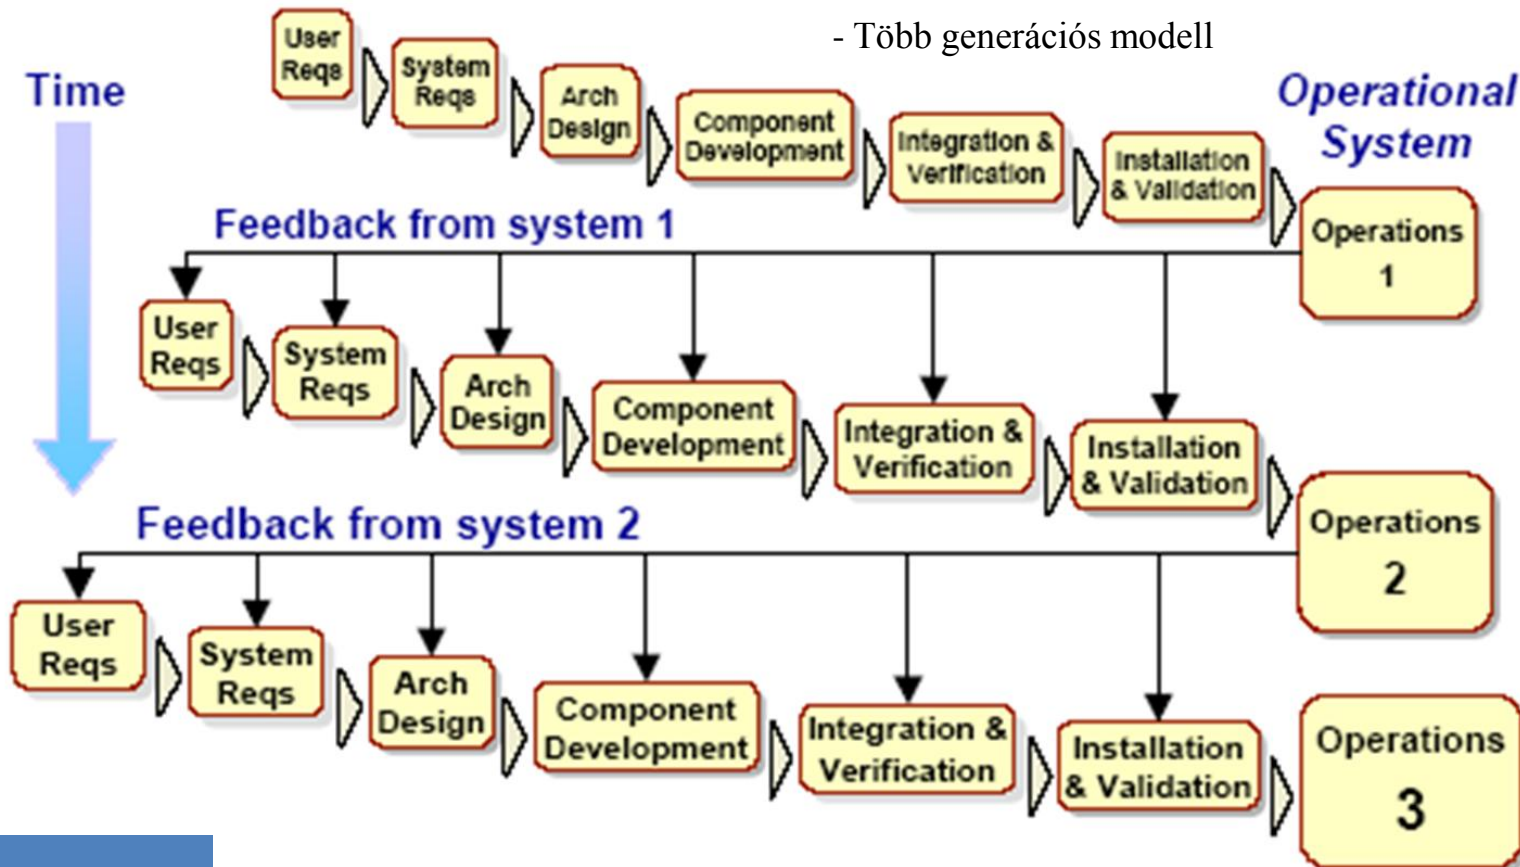 - Több generációs modell
Time
Operational
System
User
Reqs
System
Reqs
Arch
Design
Component
Development
Integration &
Verification
Installation
& Validation
Operations
1
Feedback from system 1
User
Reqs
System
Reqs
Arch
Design
Component
Development
Integration &
Verification
Installation
& Validation
Operations
2
Feedback from system 2
User
Reqs
System
Reqs
Arch
Design
Component
Development
Integration &
Verification
Installation
& Validation
Operations
3